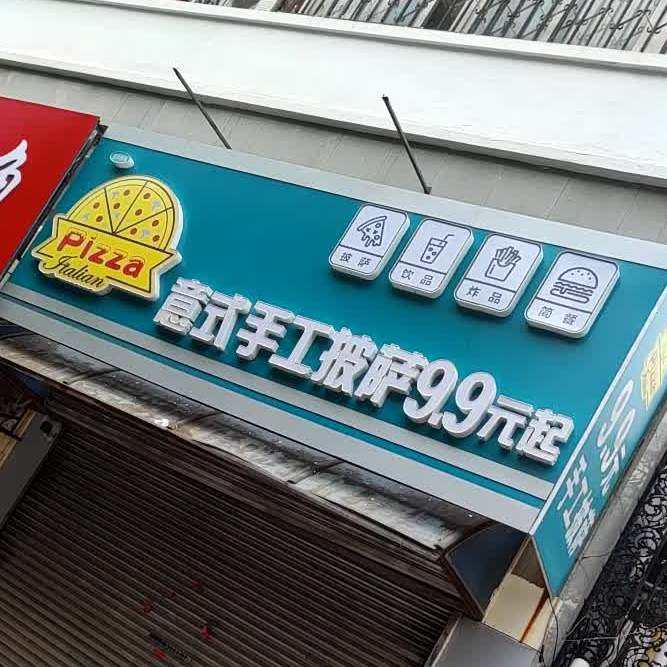 Pizza
Italian
披萨
饮品
炸品
简餐
意式手工披萨9.9元起